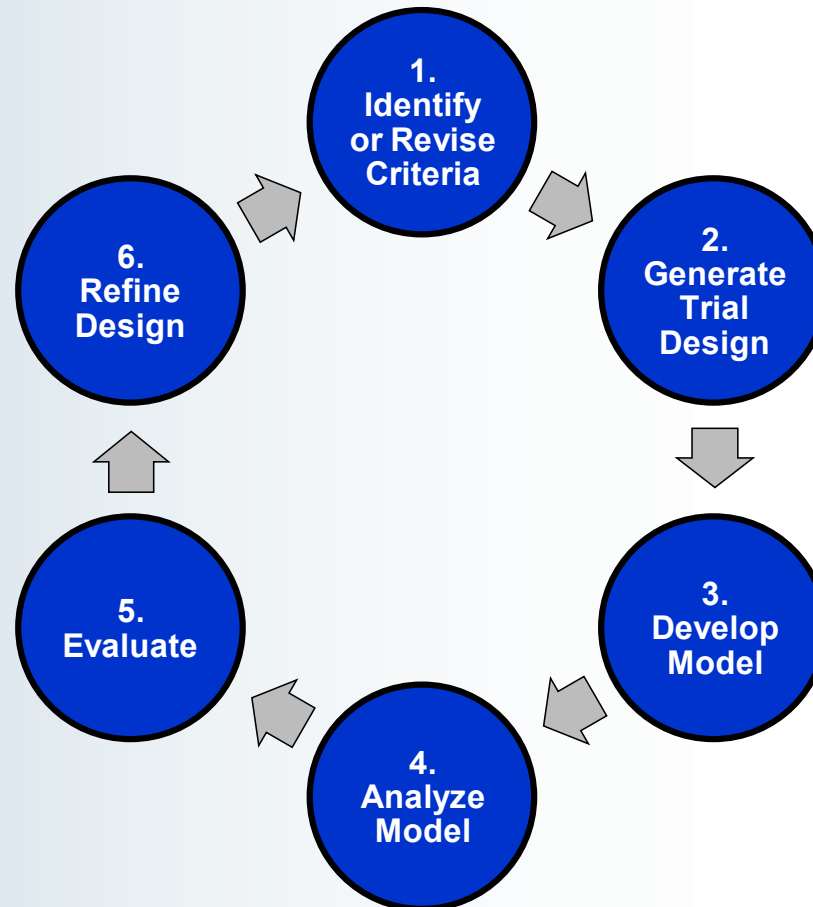 1.
Identify
or Revise
Criteria
2.
Generate
Trial
Design
3.
Develop
Model
4.
Analyze
Model
5.
Evaluate
6.
Refine
Design